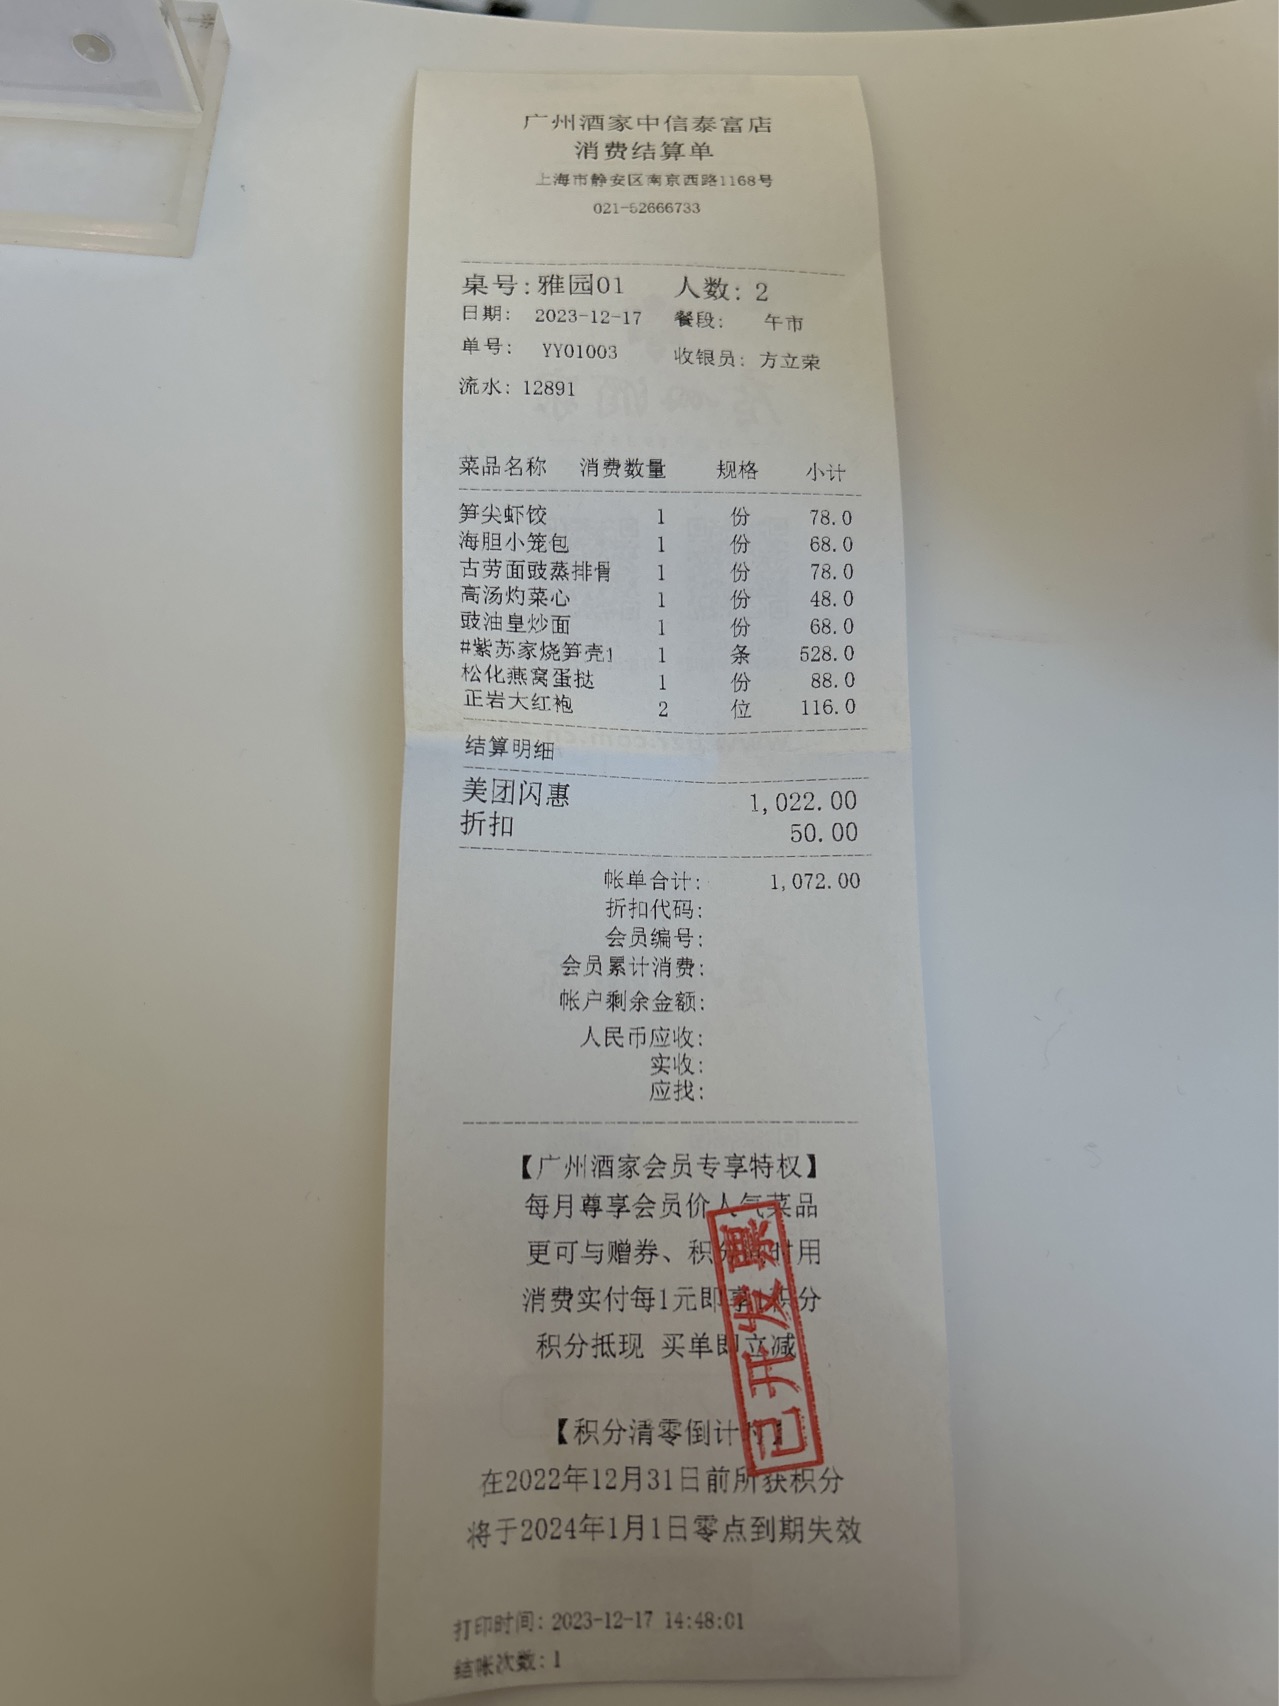 广州酒家中信泰富店
消费结算单
上海市静安区南京西路1168号
021-52666733
桌号:雅园01 人数: 2
日期: 2023-12-17 餐段: 午市
单号: YY01003 收银员: 方立荣
流水: 12891
菜品名称 消费数量 规格 小计
笋尖虾饺 1 份 78.0
海胆小笼包 1 份 68.0
古劳面豉蒸排骨 1 份 78.0
高汤灼菜心 1 份 48.0
豉油皇炒面 1 份 68.0
#紫苏家烧笋壳1 1 条 528.0
松化燕窝蛋挞 1 份 88.0
正岩大红袍 2 位 116.0
结算明细
美团闪惠 1,022.00
折扣 50.00
帐单合计: 1,072.00
折扣代码:
会员编号:
会员累计消费:
帐户剩余金额:
人民币应收:
实收:
应找:
【广州酒家会员专享特权】
每月尊享会员价人气菜品
更可与赠券、积分同时用
消费实付每1元即享 积分
积分抵现 买单即立减
已开发票
【积分清零倒计时】
在2022年12月31日前所获积分
将于2024年1月1日零点到期失效
打印时间: 2023-12-17 14:48:01
结帐次数: 1